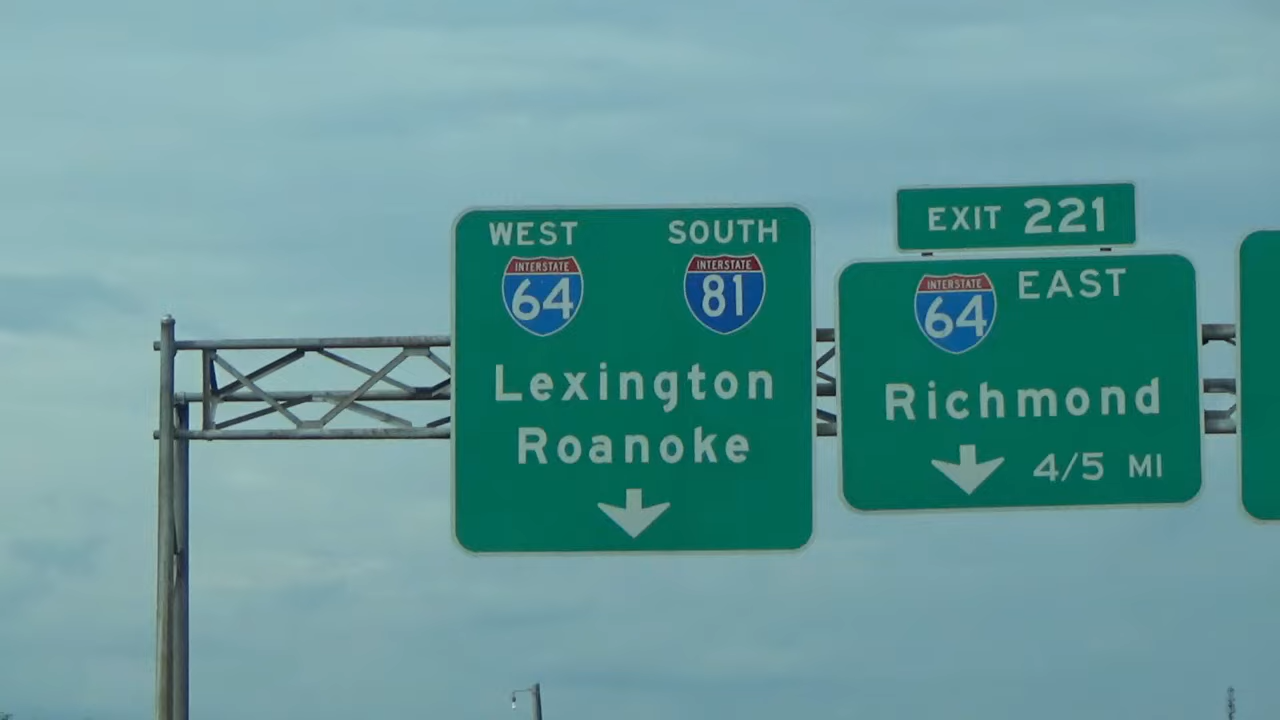 WEST SOUTH
INTERSTATE 64 INTERSTATE 81
Lexington
Roanoke
EXIT 221
INTERSTATE 64 EAST
Richmond
4/5 MI